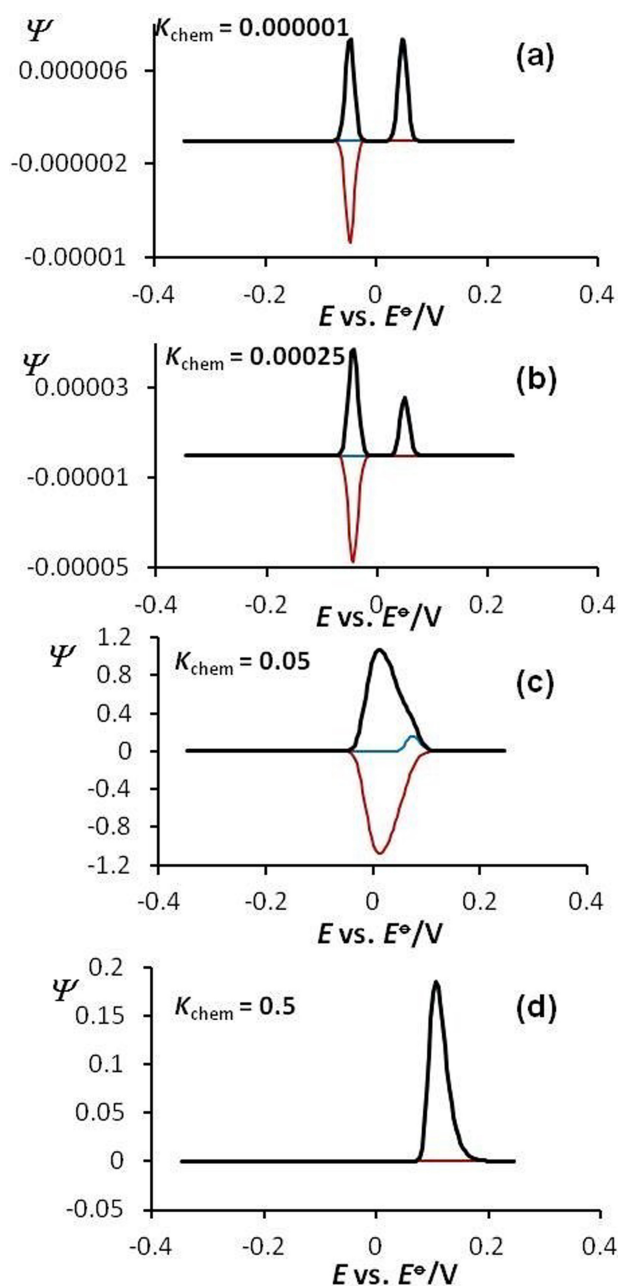 Ψ
K_chem = 0.000001
(a)
0.000006
-0.000002
-0.00001
-0.4 -0.2 0 0.2 0.4
E vs. E⦵/V
Ψ
K_chem = 0.00025
(b)
0.00003
-0.00001
-0.00005
-0.4 -0.2 0 0.2 0.4
E vs. E⦵/V
Ψ
K_chem = 0.05
(c)
1.2
0.8
0.4
0
-0.4
-0.8
-1.2
-0.4 -0.2 0 0.2 0.4
E vs. E⦵/V
Ψ
K_chem = 0.5
(d)
0.2
0.15
0.1
0.05
0
-0.05
-0.4 -0.2 0 0.2 0.4
E vs. E⦵/V